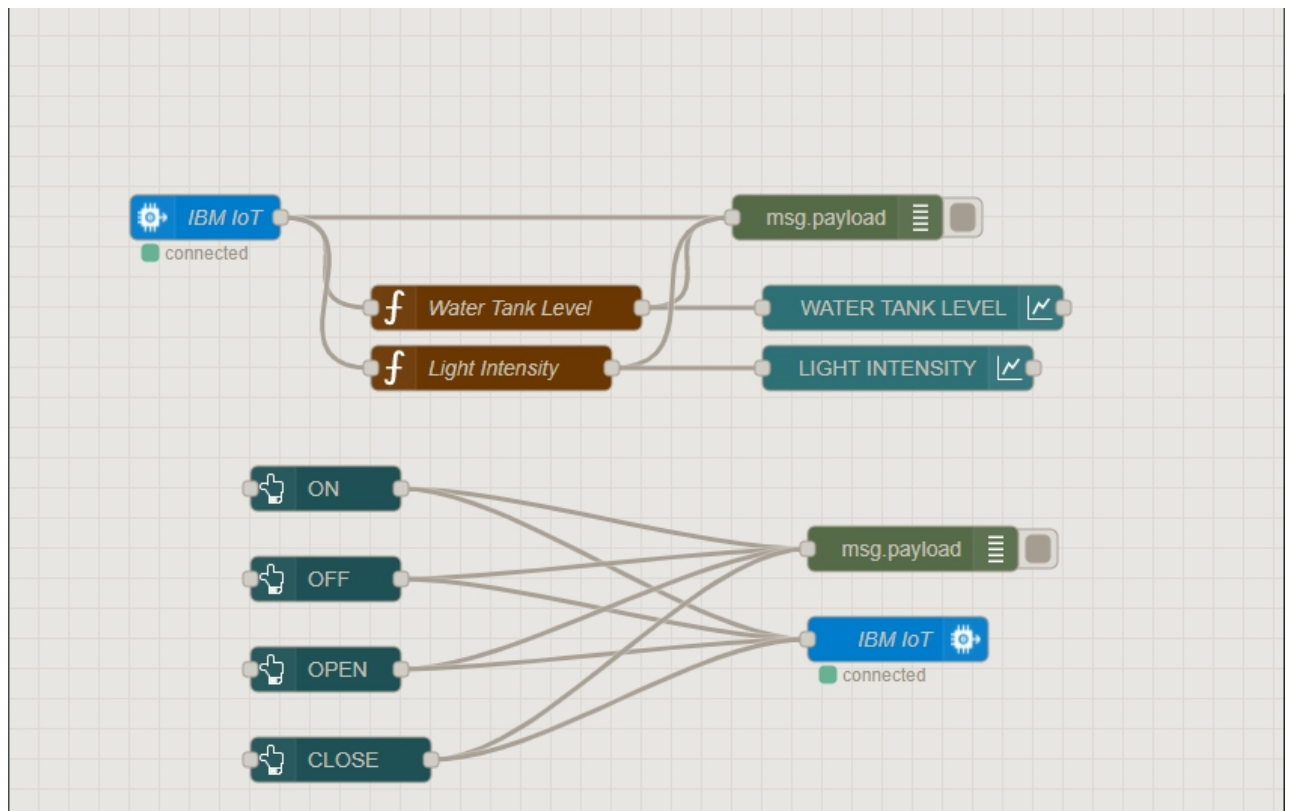 IBM IoT
msg.payload
connected
Water Tank Level
WATER TANK LEVEL
Light Intensity
LIGHT INTENSITY
ON
OFF
msg.payload
OPEN
IBM IoT
connected
CLOSE